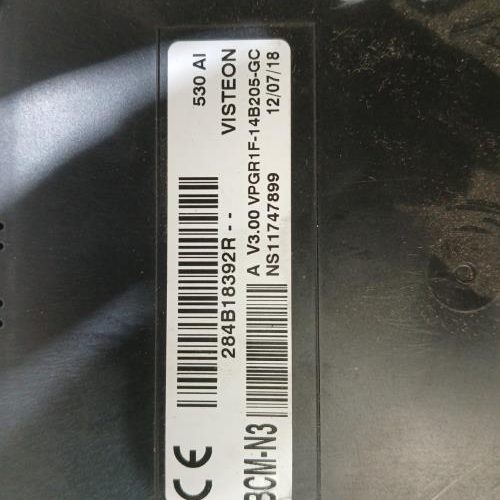 530 AI
VISTEON
284B18392R - -
A V3.00 VPGR1F-14B205-GC
NS11747899 12/07/18
CE
BCM-N3